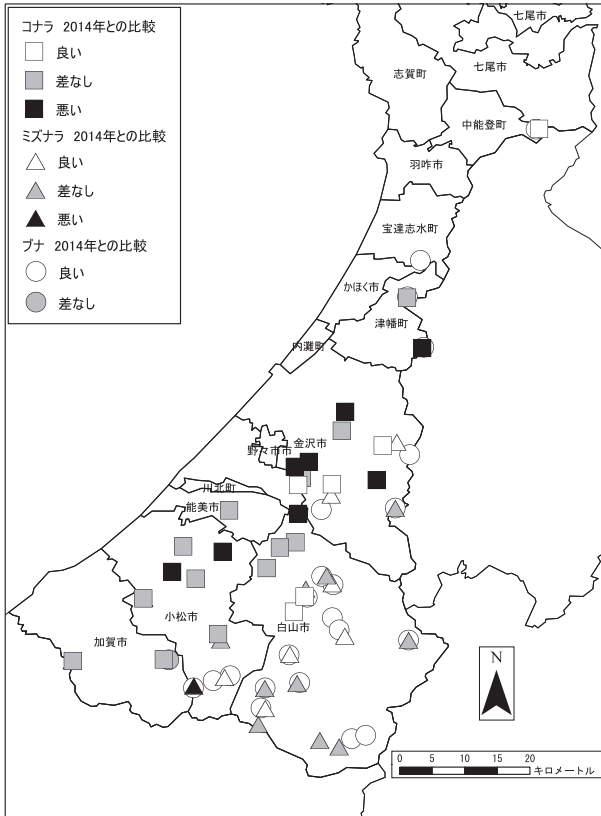 コナラ 2014年との比較
良い
差なし
悪い
ミズナラ 2014年との比較
良い
差なし
悪い
ブナ 2014年との比較
良い
差なし
七尾市
七尾市
志賀町
中能登町
羽咋市
宝達志水町
かほく市
津幡町
内灘町
金沢市
野々市市
川北町
能美市
小松市
白山市
加賀市
N
0 5 10 15 20
キロメートル